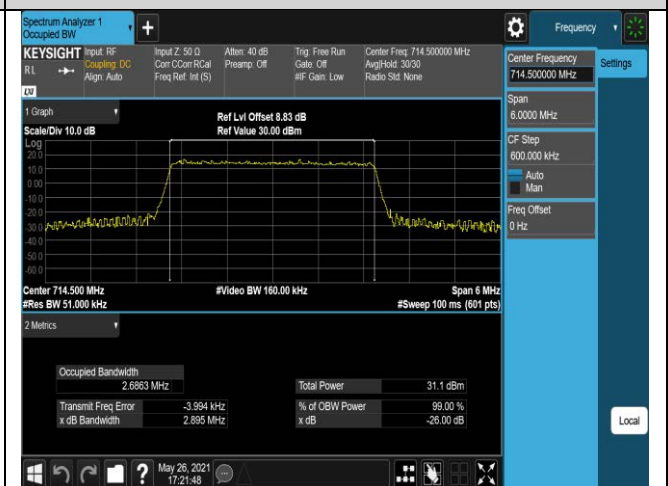 Spectrum Analyzer 1
Occupied BW
+
Frequency
KEYSIGHT
RL
LXI
Input: RF
Coupling: DC
Align: Auto
Input Z: 50 Ω
Corr CCorr RCal
Freq Ref: Int (S)
Atten: 40 dB
Preamp: Off
Trig: Free Run
Gate: Off
#IF Gain: Low
Center Freq: 714.500000 MHz
Avg|Hold: 30/30
Radio Std: None
Center Frequency
714.500000 MHz
Settings
Span
6.0000 MHz
CF Step
600.000 kHz
Auto
Man
Freq Offset
0 Hz
Local
1 Graph
Scale/Div 10.0 dB
Ref Lvl Offset 8.83 dB
Ref Value 30.00 dBm
Log
20.0
10.0
0.00
-10.0
-20.0
-30.0
-40.0
-50.0
-60.0
Center 714.500 MHz
#Res BW 51.000 kHz
#Video BW 160.00 kHz
Span 6 MHz
#Sweep 100 ms (601 pts)
2 Metrics
Occupied Bandwidth
2.6863 MHz
Total Power 31.1 dBm
Transmit Freq Error -3.994 kHz
% of OBW Power 99.00 %
x dB Bandwidth 2.895 MHz
x dB -26.00 dB
?
May 26, 2021
17:21:48